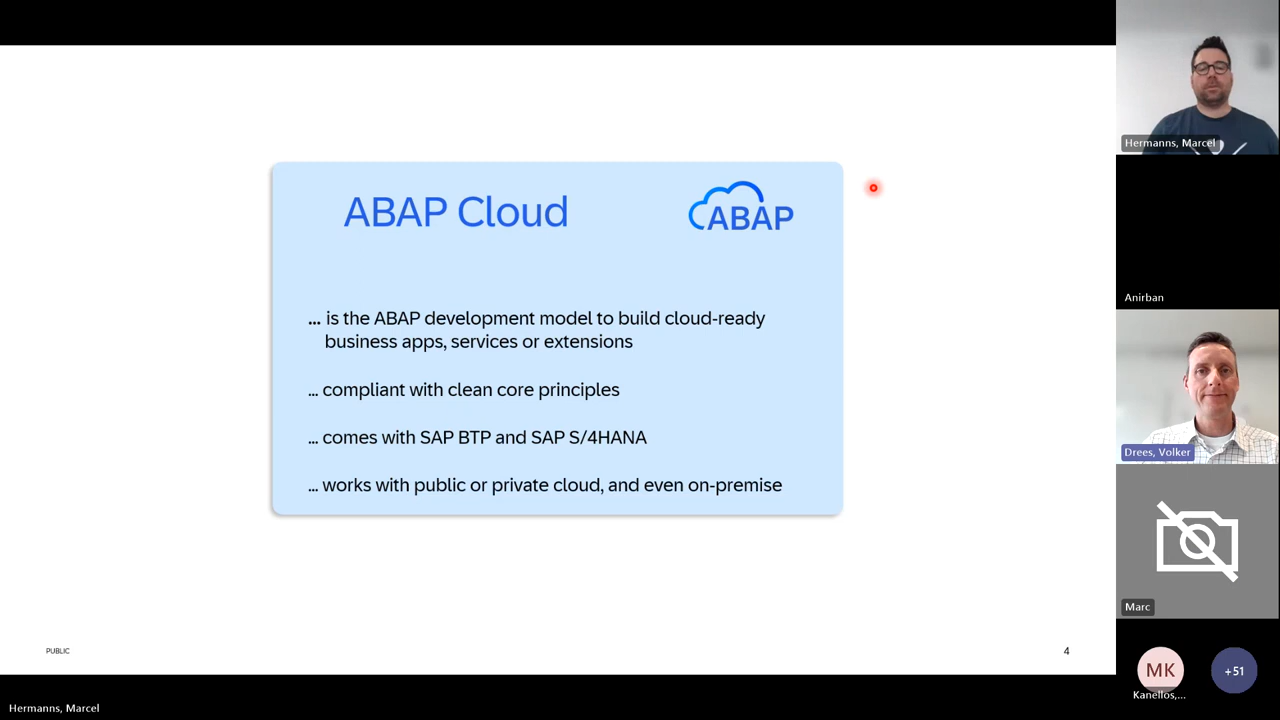 ABAP Cloud
ABAP
... is the ABAP development model to build cloud-ready
business apps, services or extensions
... compliant with clean core principles
... comes with SAP BTP and SAP S/4HANA
... works with public or private cloud, and even on-premise
PUBLIC
4
Hermanns, Marcel
Hermanns, Marcel
Anirban
Drees, Volker
Marc
MK
Kanellos,...
+51